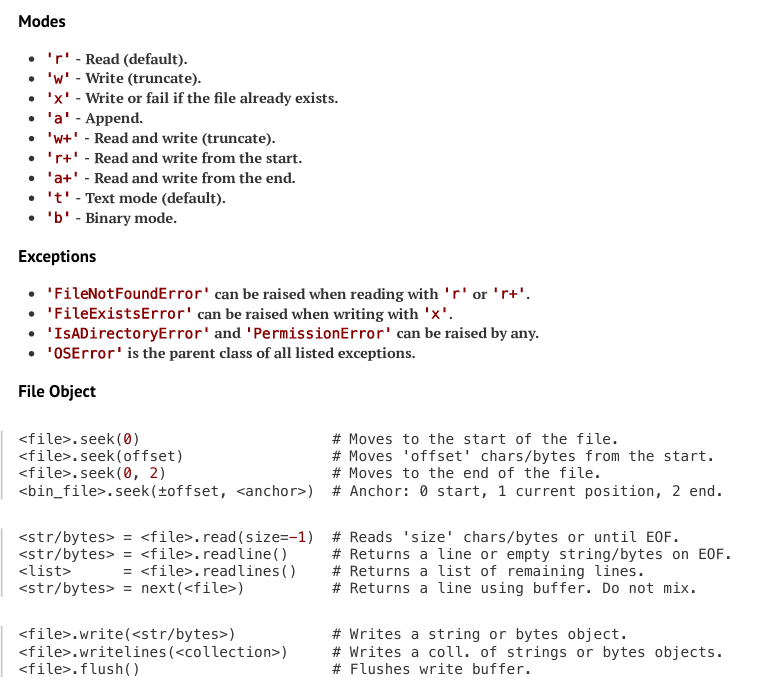 Modes
• 'r' - Read (default).
• 'w' - Write (truncate).
• 'x' - Write or fail if the file already exists.
• 'a' - Append.
• 'w+' - Read and write (truncate).
• 'r+' - Read and write from the start.
• 'a+' - Read and write from the end.
• 't' - Text mode (default).
• 'b' - Binary mode.
Exceptions
• 'FileNotFoundError' can be raised when reading with 'r' or 'r+'.
• 'FileExistsError' can be raised when writing with 'x'.
• 'IsADirectoryError' and 'PermissionError' can be raised by any.
• 'OSError' is the parent class of all listed exceptions.
File Object
<file>.seek(0)                      # Moves to the start of the file.
<file>.seek(offset)                 # Moves 'offset' chars/bytes from the start.
<file>.seek(0, 2)                   # Moves to the end of the file.
<bin_file>.seek(±offset, <anchor>)  # Anchor: 0 start, 1 current position, 2 end.
<str/bytes> = <file>.read(size=-1)  # Reads 'size' chars/bytes or until EOF.
<str/bytes> = <file>.readline()     # Returns a line or empty string/bytes on EOF.
<list>      = <file>.readlines()    # Returns a list of remaining lines.
<str/bytes> = next(<file>)          # Returns a line using buffer. Do not mix.
<file>.write(<str/bytes>)           # Writes a string or bytes object.
<file>.writelines(<collection>)     # Writes a coll. of strings or bytes objects.
<file>.flush()                      # Flushes write buffer.